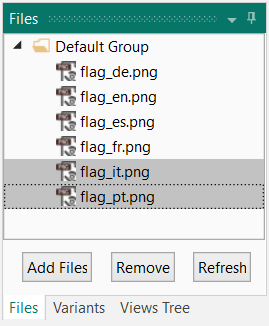 Files
Default Group
flag_de.png
flag_en.png
flag_es.png
flag_fr.png
flag_it.png
flag_pt.png
Add Files Remove Refresh
Files Variants Views Tree